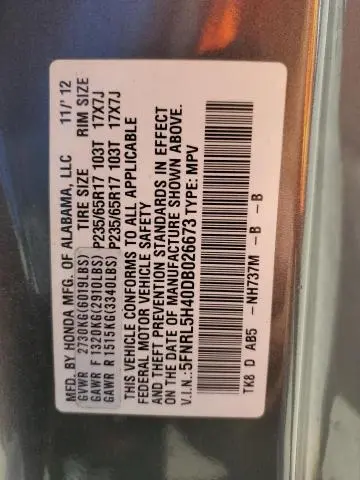 MED. BY HONDA MFG. OF ALABAMA, LLC 11/' 12
GVWR 2730KG(6019LBS) TIRE SIZE RIM SIZE
GAWR F 1320KG(2910LBS) P235/65R17 103T 17X7J
GAWR R 1515KG(3340LBS) P235/65R17 103T 17X7J
THIS VEHICLE CONFORMS TO ALL APPLICABLE
FEDERAL MOTOR VEHICLE SAFETY
AND THEFT PREVENTION STANDARDS IN EFFECT
ON THE DATE OF MANUFACTURE SHOWN ABOVE.
V.I.N: 5FNRL5H40DB026673 TYPE: MPV
TK8 D AB5 -NH737M -B -B